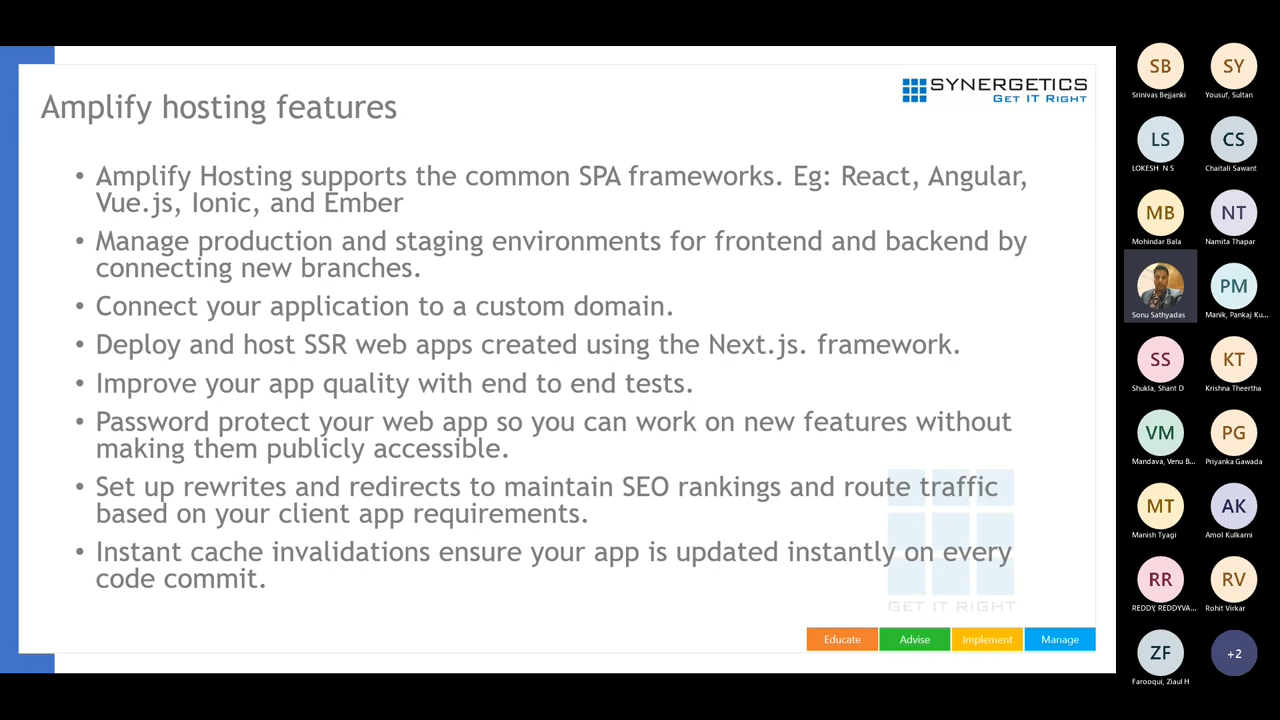 SYNERGETICS
GET IT RIGHT
Amplify hosting features
• Amplify Hosting supports the common SPA frameworks. Eg: React, Angular,
Vue.js, Ionic, and Ember
• Manage production and staging environments for frontend and backend by
connecting new branches.
• Connect your application to a custom domain.
• Deploy and host SSR web apps created using the Next.js. framework.
• Improve your app quality with end to end tests.
• Password protect your web app so you can work on new features without
making them publicly accessible.
• Set up rewrites and redirects to maintain SEO rankings and route traffic
based on your client app requirements.
• Instant cache invalidations ensure your app is updated instantly on every
code commit.
GET IT RIGHT
Educate Advise Implement Manage
SB SY
Srinivas Bejjanki Yousuf, Sultan
LS CS
LOKESH N S Chaitali Sawant
MB NT
Mohindar Bala Namita Thapar
PM
Sonu Sathyadas Manik, Pankaj Ku...
SS KT
Shukla, Shant D Krishna Theertha
VM PG
Mandava, Venu B... Priyanka Gawada
MT AK
Manish Tyagi Amol Kulkarni
RR RV
REDDY, REDDYVA... Rohit Virkar
ZF +2
Farooqui, Ziaul H